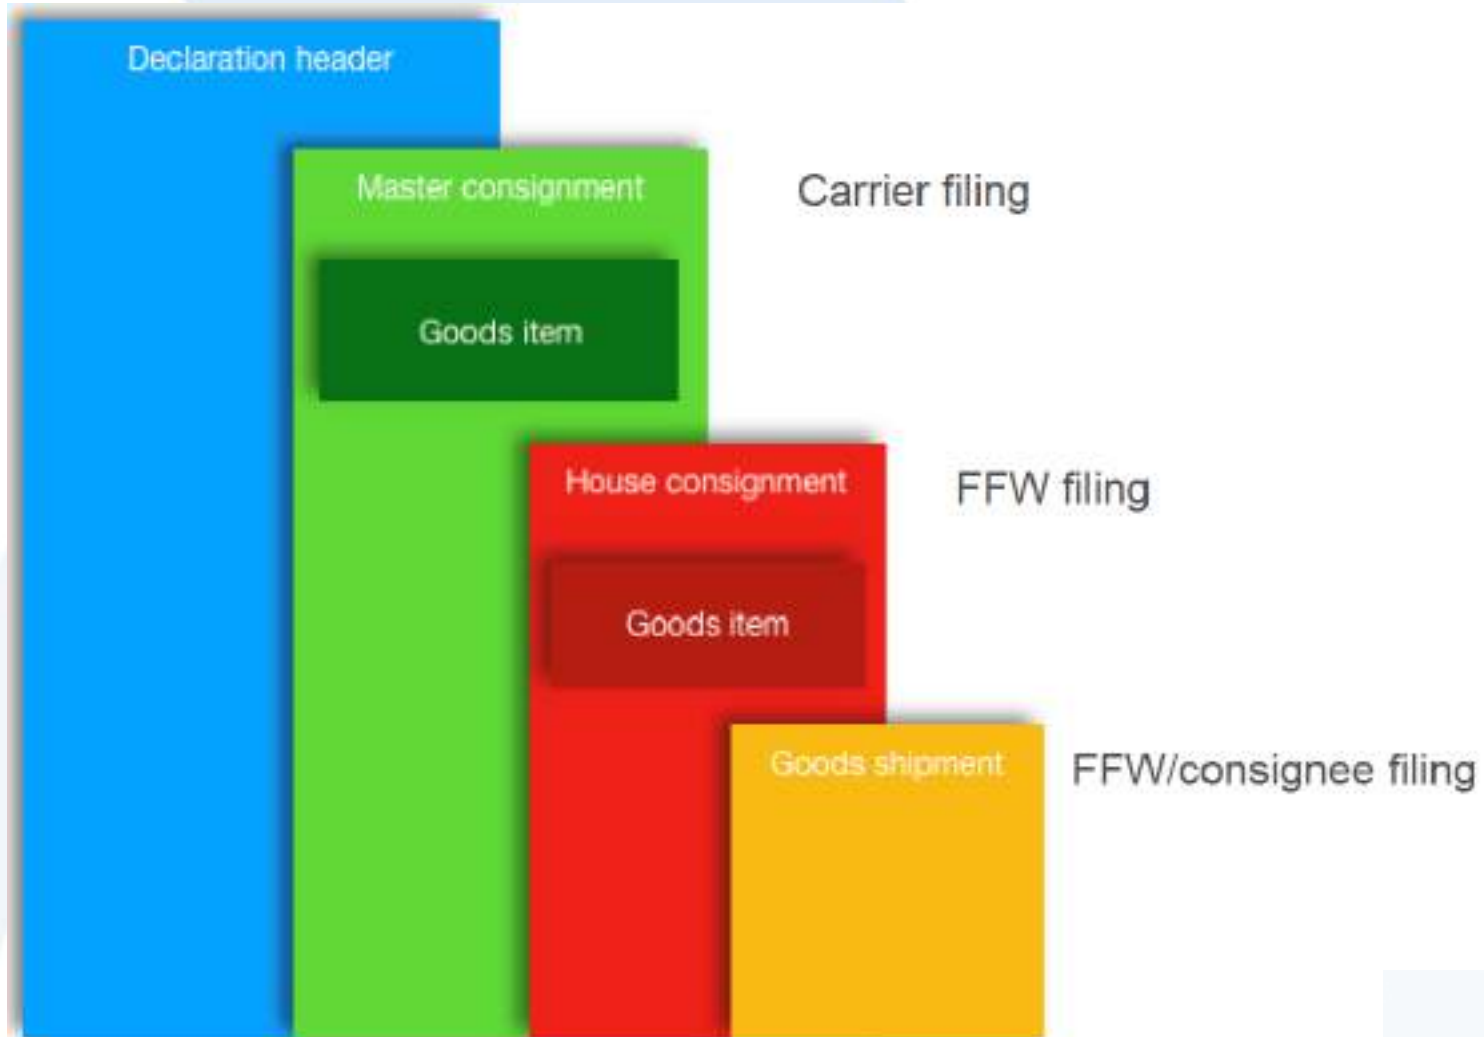 Declaration header
Master consignment
Carrier filing
Goods item
House consignment
FFW filing
Goods item
Goods shipment
FFW/consignee filing